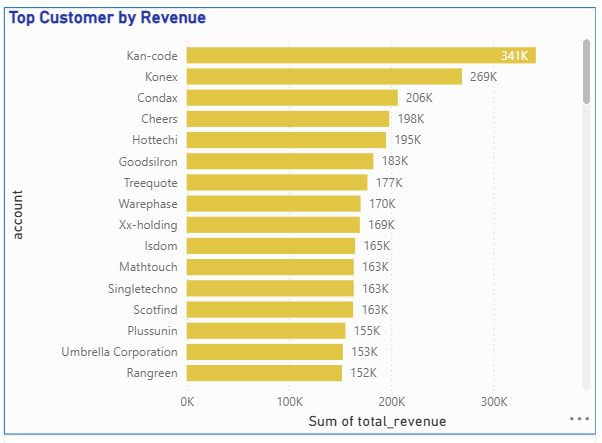 Top Customer by Revenue
account
Kan-code 341K
Konex 269K
Condax 206K
Cheers 198K
Hottechi 195K
Goodsilron 183K
Treequote 177K
Warephase 170K
Xx-holding 169K
Isdom 165K
Mathtouch 163K
Singletechno 163K
Scotfind 163K
Plussunin 155K
Umbrella Corporation 153K
Rangreen 152K
0K 100K 200K 300K
Sum of total_revenue